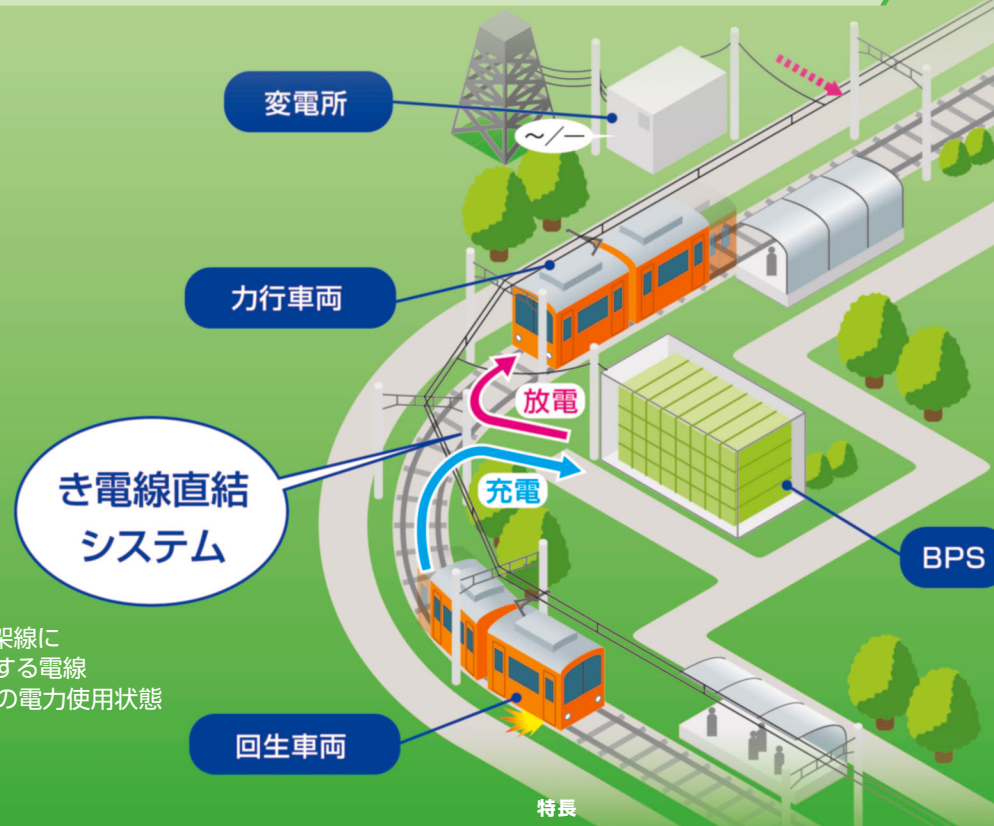 変電所
~/−
力行車両
放電
き電線直結
システム
充電
BPS
架線に
する電線
の電力使用状態
回生車両
特長